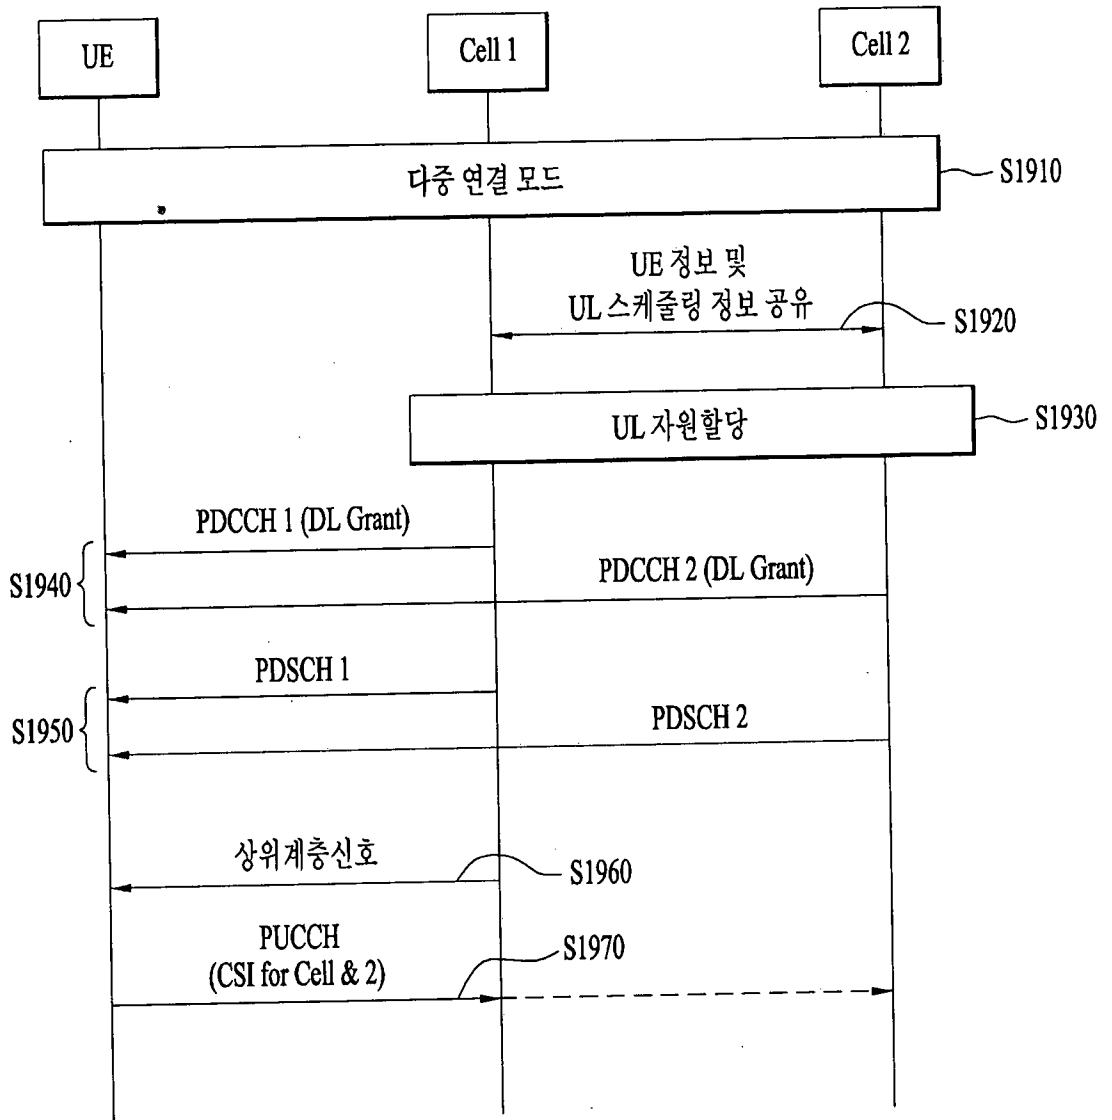 UE
Cell 1
Cell 2
다중 연결 모드
S1910
UE 정보 및
UL 스케줄링 정보 공유
S1920
UL 자원할당
S1930
PDCCH 1 (DL Grant)
S1940
PDCCH 2 (DL Grant)
PDSCH 1
S1950
PDSCH 2
상위계층신호
S1960
PUCCH
(CSI for Cell & 2)
S1970